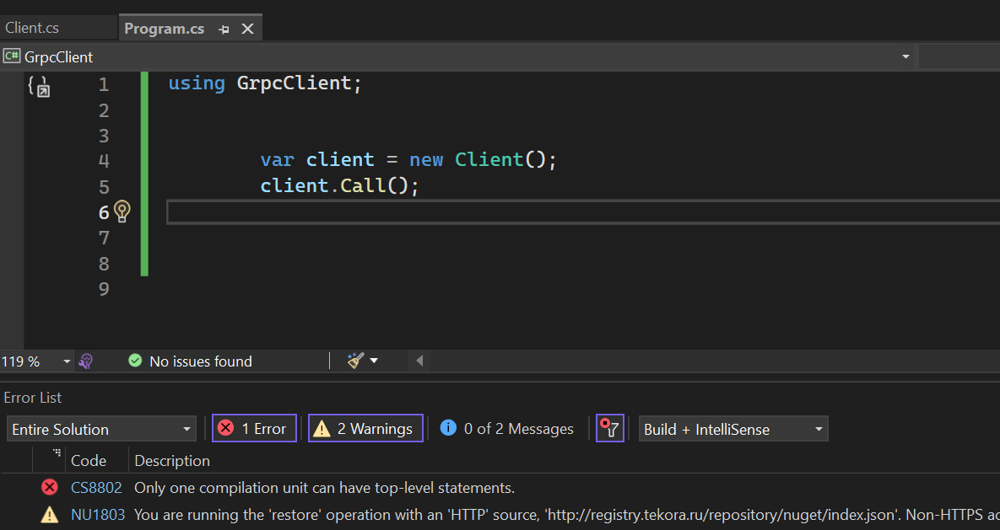 Client.cs
Program.cs
C# GrpcClient
1 using GrpcClient;
2
3
4 var client = new Client();
5 client.Call();
6
7
8
9
119 %
No issues found
Error List
Entire Solution
1 Error
2 Warnings
0 of 2 Messages
Build + IntelliSense
Code Description
CS8802 Only one compilation unit can have top-level statements.
NU1803 You are running the 'restore' operation with an 'HTTP' source, 'http://registry.tekora.ru/repository/nuget/index.json'. Non-HTTPS